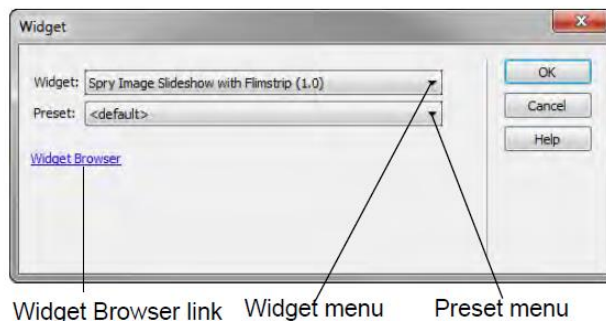 Widget
Widget: Spry Image Slideshow with Flimstrip (1.0)
Preset: <default>
Widget Browser
OK
Cancel
Help
Widget Browser link Widget menu Preset menu